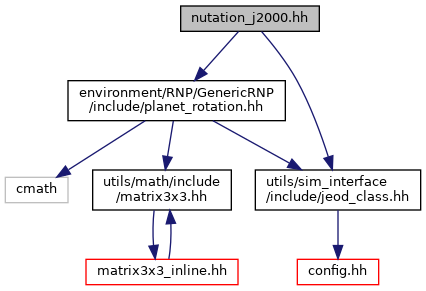 nutation_j2000.hh
environment/RNP/GenericRNP
/include/planet_rotation.hh
cmath
utils/math/include
/matrix3x3.hh
utils/sim_interface
/include/jeod_class.hh
matrix3x3_inline.hh
config.hh